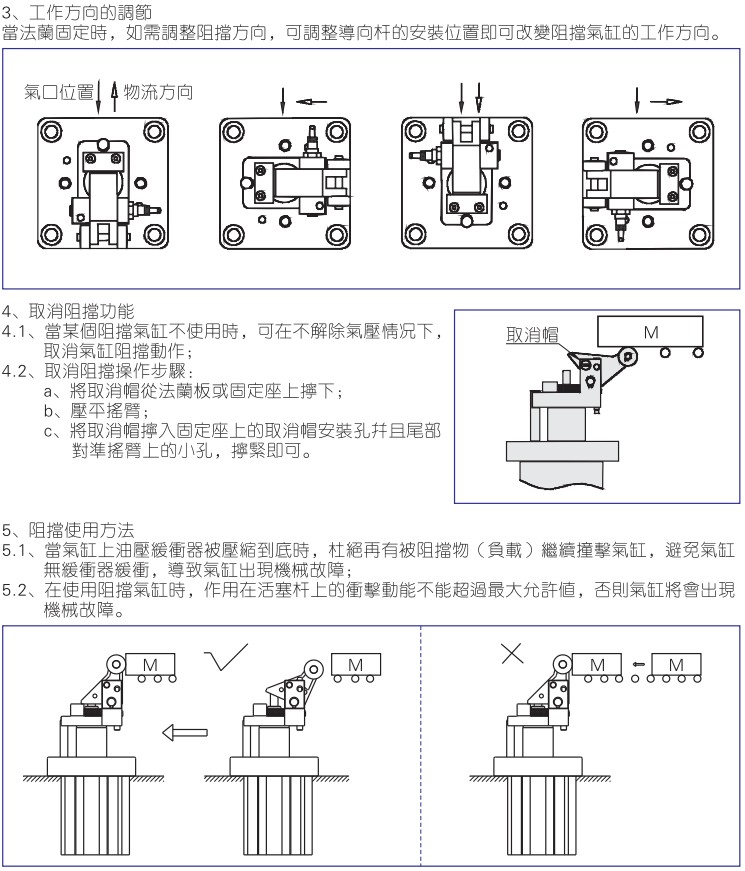 3、工作方向的調節
當法蘭固定時，如需調整阻擋方向，可調整導向杆的安裝位置即可改變阻擋氣缸的工作方向。
氣口位置 物流方向
4、取消阻擋功能
4.1、當某個阻擋氣缸不使用時，可在不解除氣壓情况下，
取消氣缸阻擋動作；
4.2、取消阻擋操作步驟：
a、將取消帽從法蘭板或固定座上擰下；
b、壓平搖臂；
c、將取消帽擰入固定座上的取消帽安裝孔幷且尾部
對準搖臂上的小孔，擰緊即可。
取消帽
M
5、阻擋使用方法
5.1、當氣缸上油壓緩衝器被壓縮到底時，杜絕再有被阻擋物（負載）繼續撞擊氣缸，避免氣缸
無緩衝器緩衝，導致氣缸出現機械故障；
5.2、在使用阻擋氣缸時，作用在活塞杆上的衝擊動能不能超過最大允許値，否則氣缸將會出現
機械故障。
M M M M